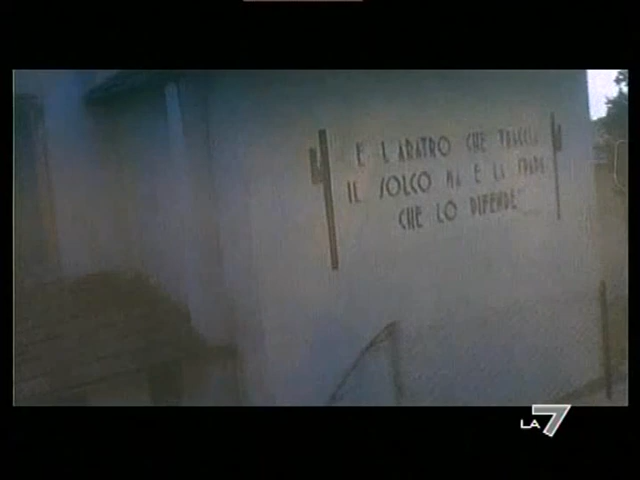 È L'ARATRO CHE TRACCIA
IL SOLCO MA È LA SPADA
CHE LO DIFENDE
LA7